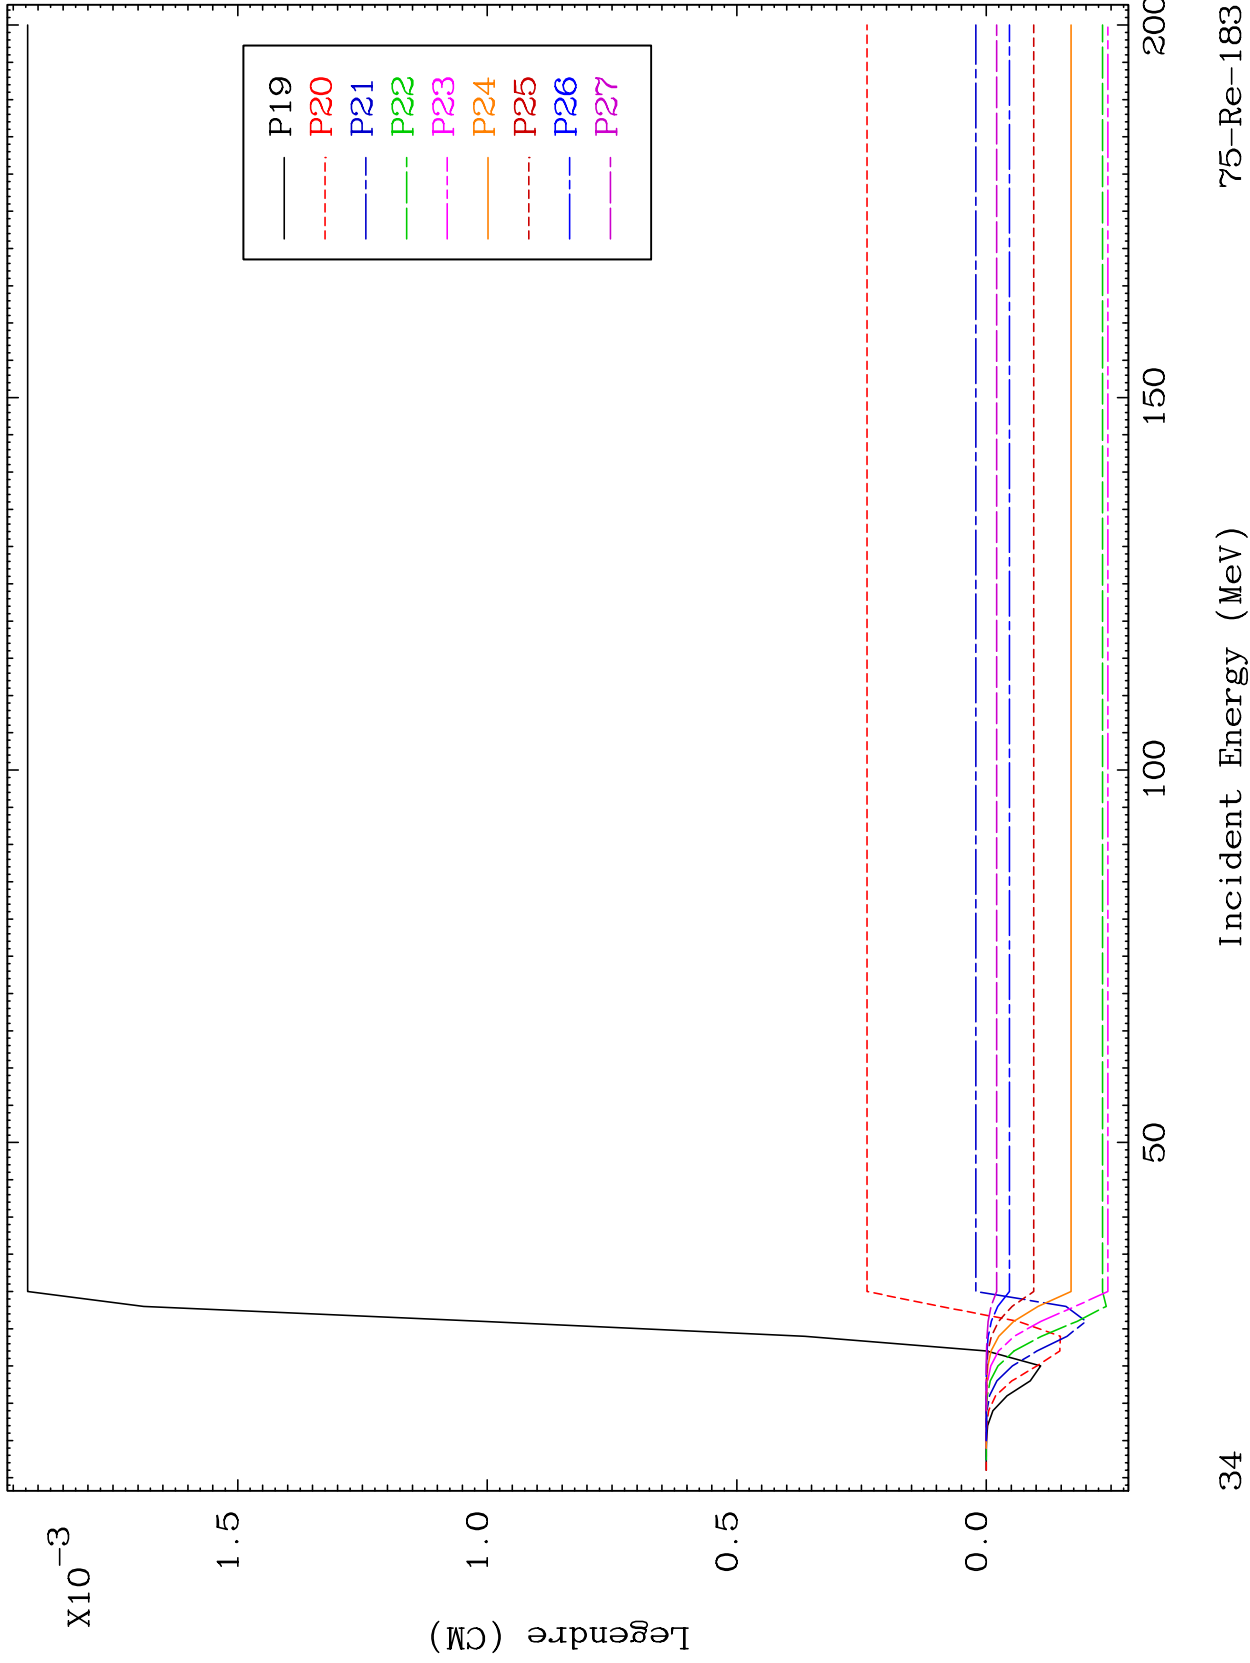 X10-3
1.5
1.0
0.5
0.0
Legendre (CM)
P19
P20
P21
P22
P23
P24
P25
P26
P27
50
100
150
200
Incident Energy (MeV)
34
75-Re-183